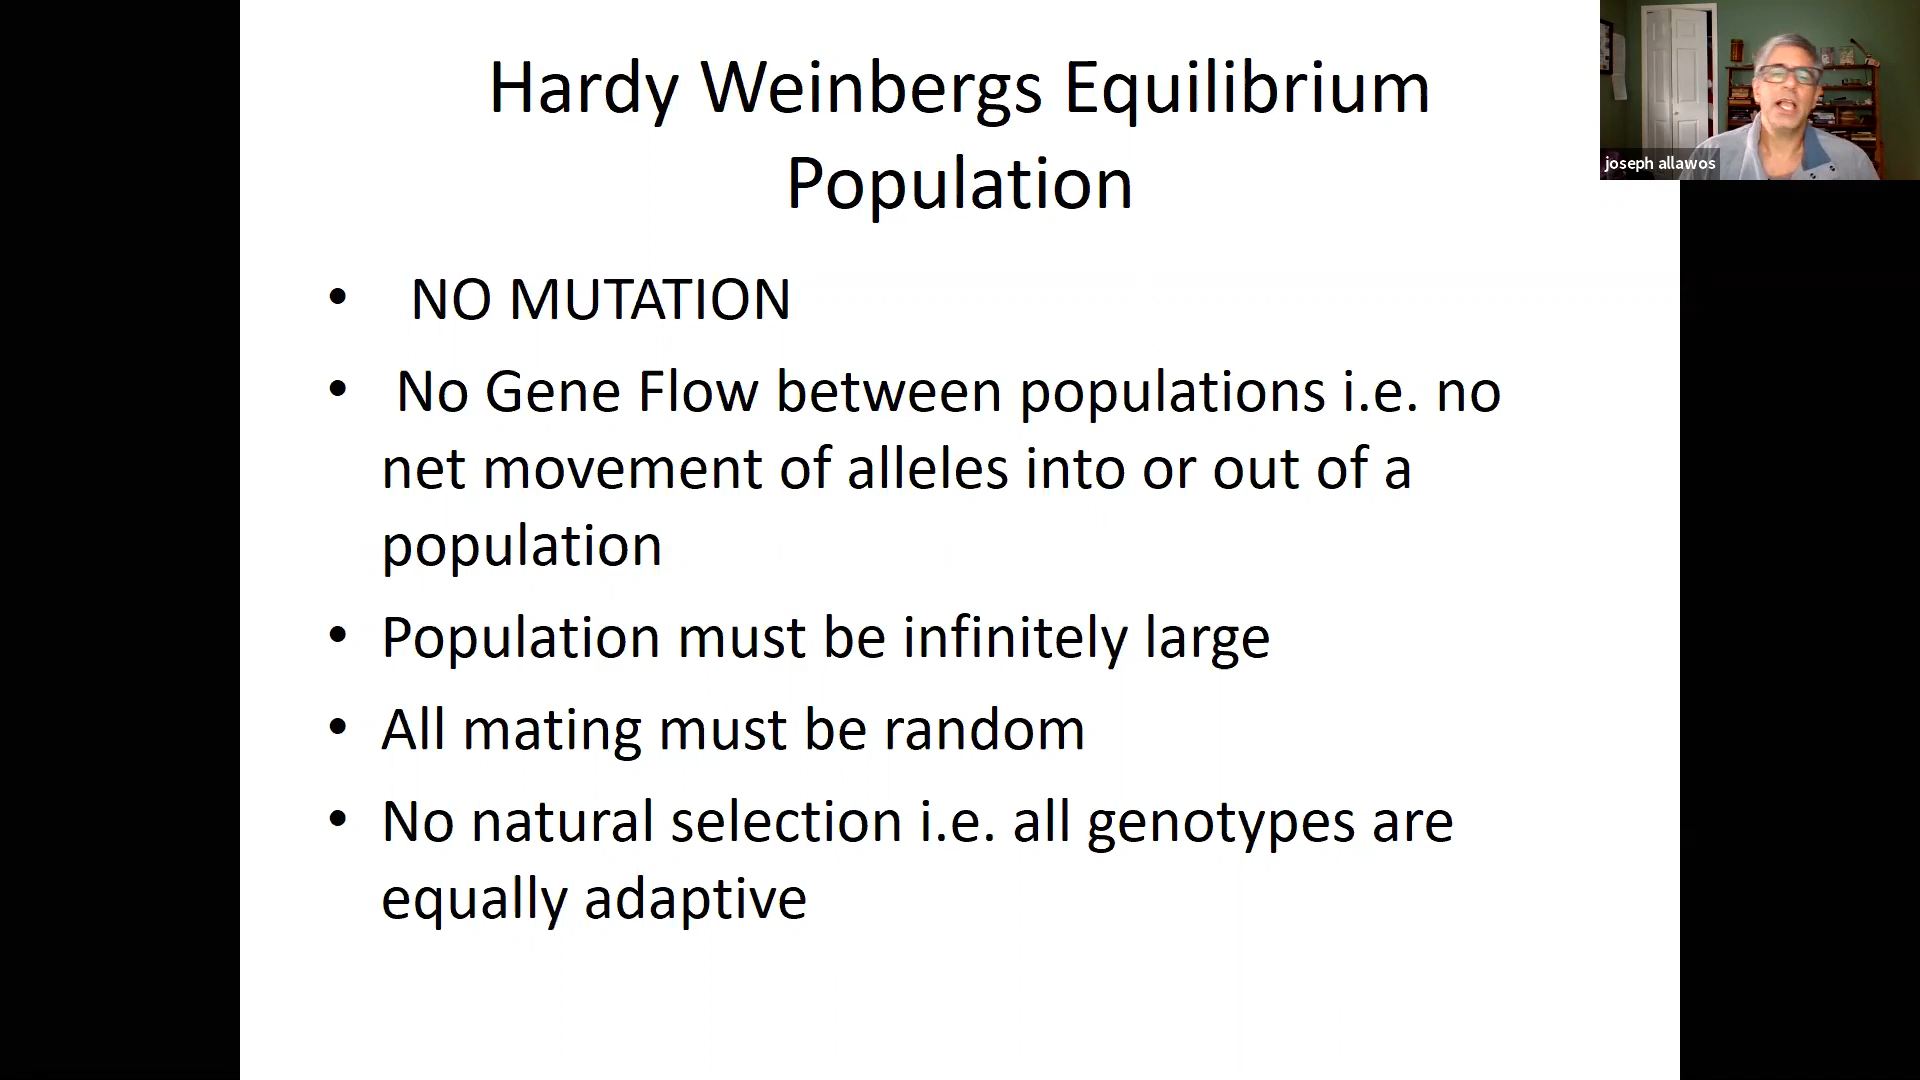 Hardy Weinbergs Equilibrium
Population
joseph allawos
• NO MUTATION
• No Gene Flow between populations i.e. no
net movement of alleles into or out of a
population
• Population must be infinitely large
• All mating must be random
• No natural selection i.e. all genotypes are
equally adaptive